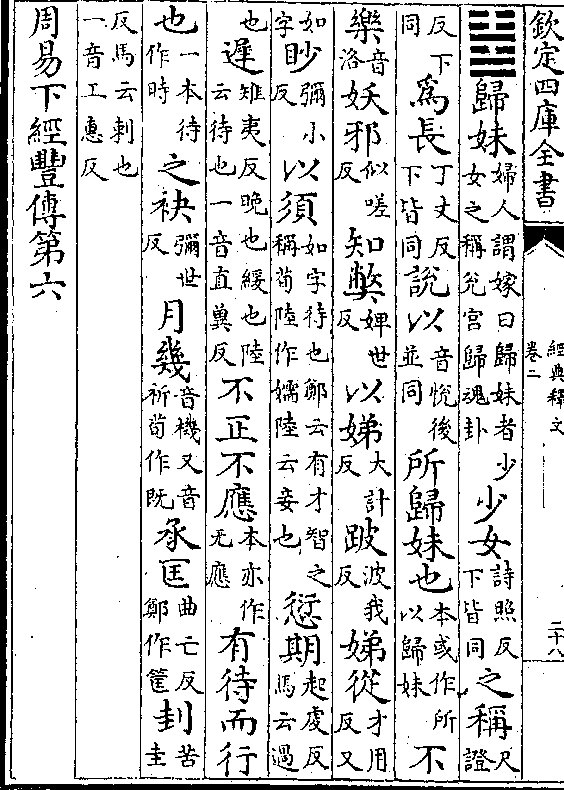 欽定四庫全書
經典釋文
卷二
二十八
䷵歸妹婦人謂嫁曰歸妹者少女之稱兌宫歸魂卦少女詩照反下皆同之稱尺證
反下同爲長丁丈反下皆同說以音悅後並同所歸妹也本或作所以歸妹不
樂音洛妖邪似嗟反知弊婢世反以娣大計反跛波我反娣從才用反又
如字眇彌小反以須如字待也鄭云有才智之稱荀陸作嬬陸云妾也愆期起虔反馬云過
也遲雉夷反晚也緩也陸云待也一音直冀反不正不應本亦作无應有待而行
也一本待作時之袂彌世反月幾音機又音祈荀作既承匡曲亡反鄭作筐刲苦圭
反馬云刺也一音工惠反
周易下經豐傳第六